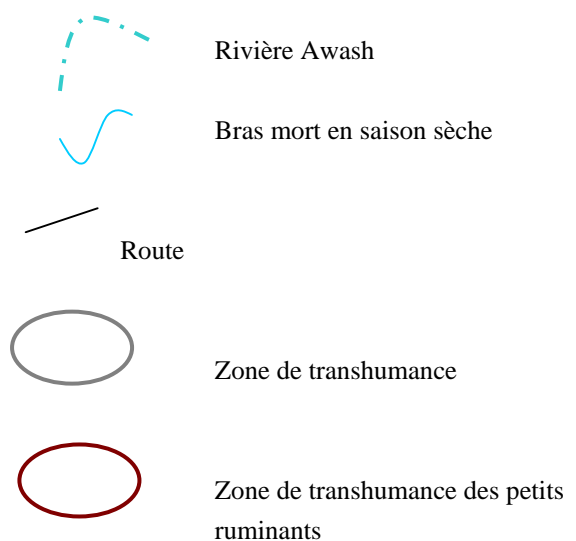 Rivière Awash
Bras mort en saison sèche
Route
Zone de transhumance
Zone de transhumance des petits
ruminants